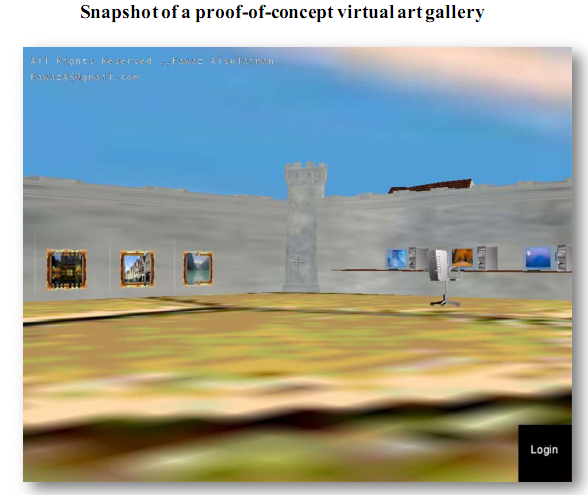 Snapshot of a proof-of-concept virtual art gallery
All Rights Reserved ..Fawaz Alsulaiman
FawazAS@gmail.com
Login